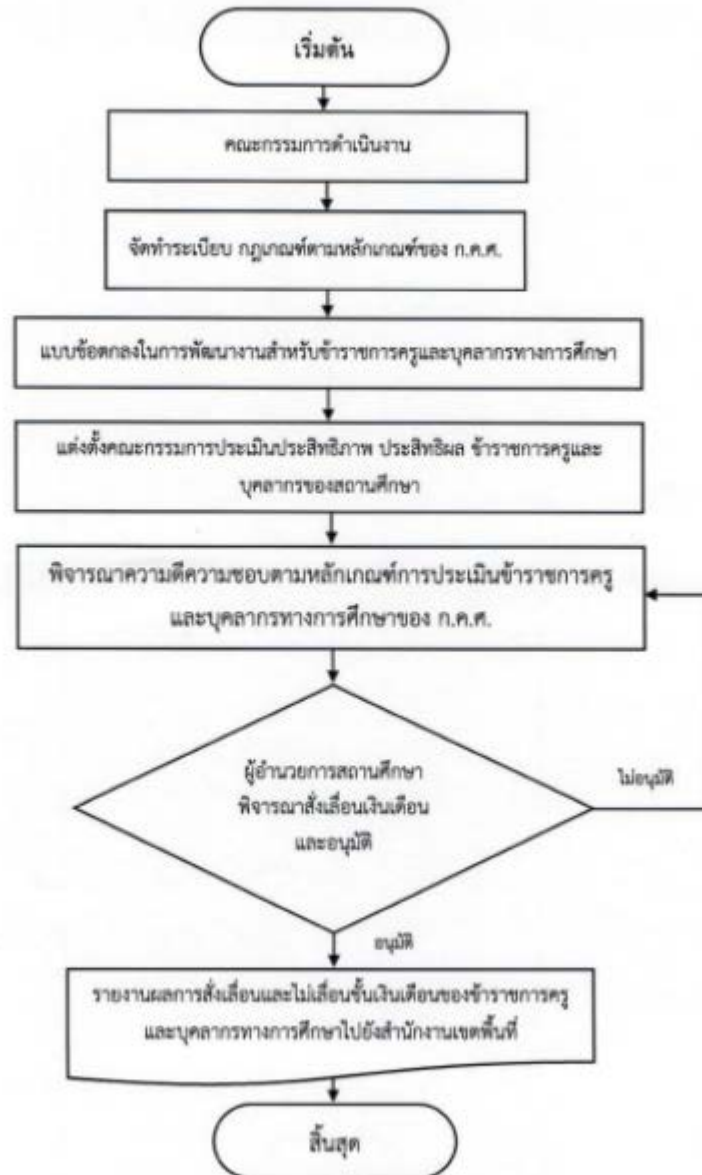 เริ่มต้น
คณะกรรมการดำเนินงาน
จัดทำระเบียบ กฎเกณฑ์ตามหลักเกณฑ์ของ ก.ค.ศ.
แบบข้อตกลงในการพัฒนางานสำหรับข้าราชการครูและบุคลากรทางการศึกษา
แต่งตั้งคณะกรรมการประเมินประสิทธิภาพ ประสิทธิผล ข้าราชการครูและ
บุคลากรของสถานศึกษา
พิจารณาความดีความชอบตามหลักเกณฑ์การประเมินข้าราชการครู
และบุคลากรทางการศึกษาของ ก.ค.ศ.
ผู้อำนวยการสถานศึกษา
พิจารณาสั่งเลื่อนเงินเดือน
และอนุมัติ
ไม่อนุมัติ
อนุมัติ
รายงานผลการสั่งเลื่อนและไม่เลื่อนขั้นเงินเดือนของข้าราชการครู
และบุคลากรทางการศึกษาไปยังสำนักงานเขตพื้นที่
สิ้นสุด